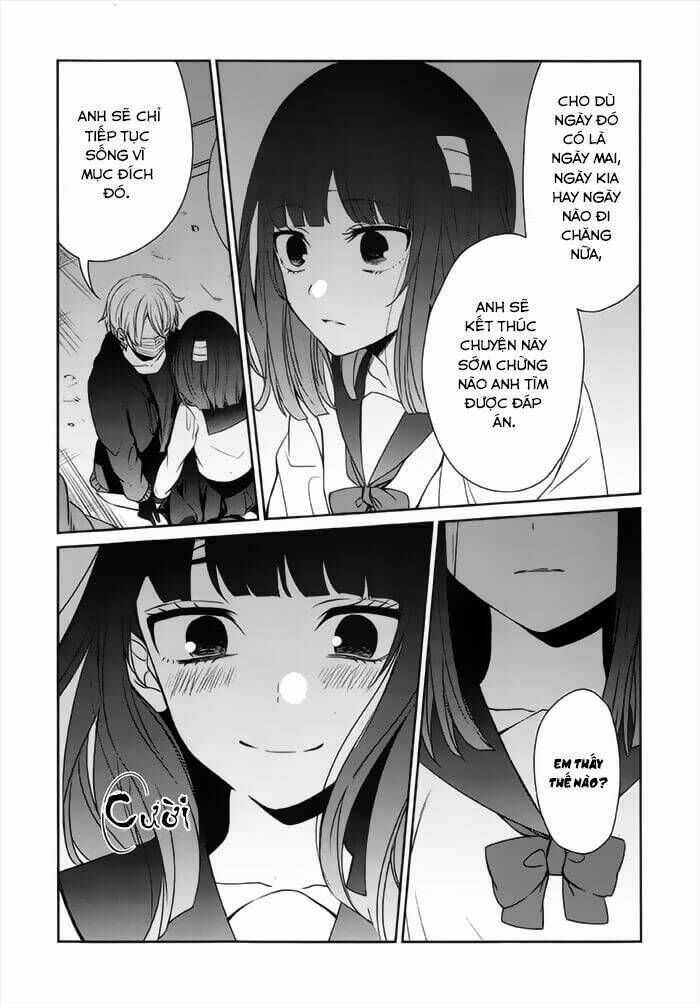 CHO DÙ
NGÀY ĐÓ
CÓ LÀ
NGÀY MAI,
NGÀY KIA
HAY NGÀY
NÀO ĐI
CHĂNG
NỮA,
ANH SẼ
KẾT THÚC
CHUYỆN NÀY
SỚM CHỪNG
NÀO ANH TÌM
ĐƯỢC ĐÁP
ÁN.
ANH SẼ CHỈ
TIẾP TỤC
SỐNG VÌ
MỤC ĐÍCH
ĐÓ.
EM THẤY
THẾ NÀO?
Cười